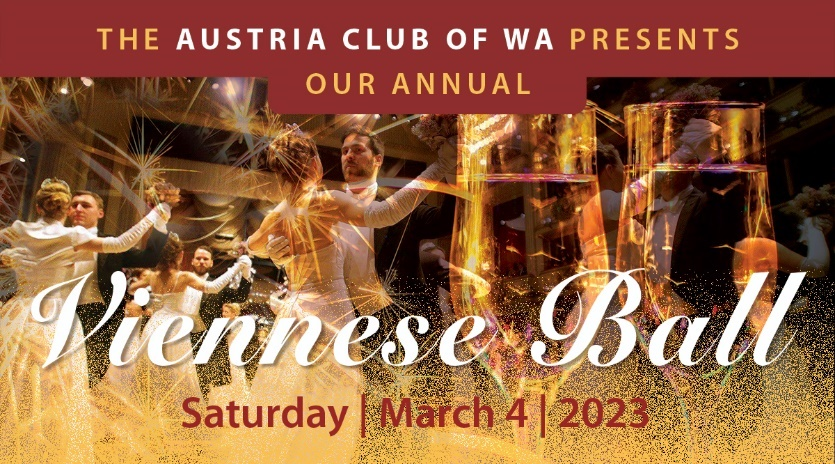 THE AUSTRIA CLUB OF WA PRESENTS
OUR ANNUAL
Viennese Ball
Saturday | March 4 | 2023